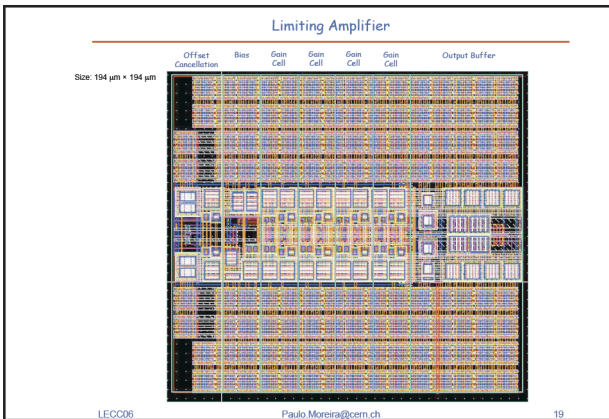 Limiting Amplifier
Offset Cancellation
Bias
Gain Cell
Gain Cell
Gain Cell
Gain Cell
Output Buffer
Size: 194 µm × 194 µm
LECC06
Paulo.Moreira@cern.ch
19